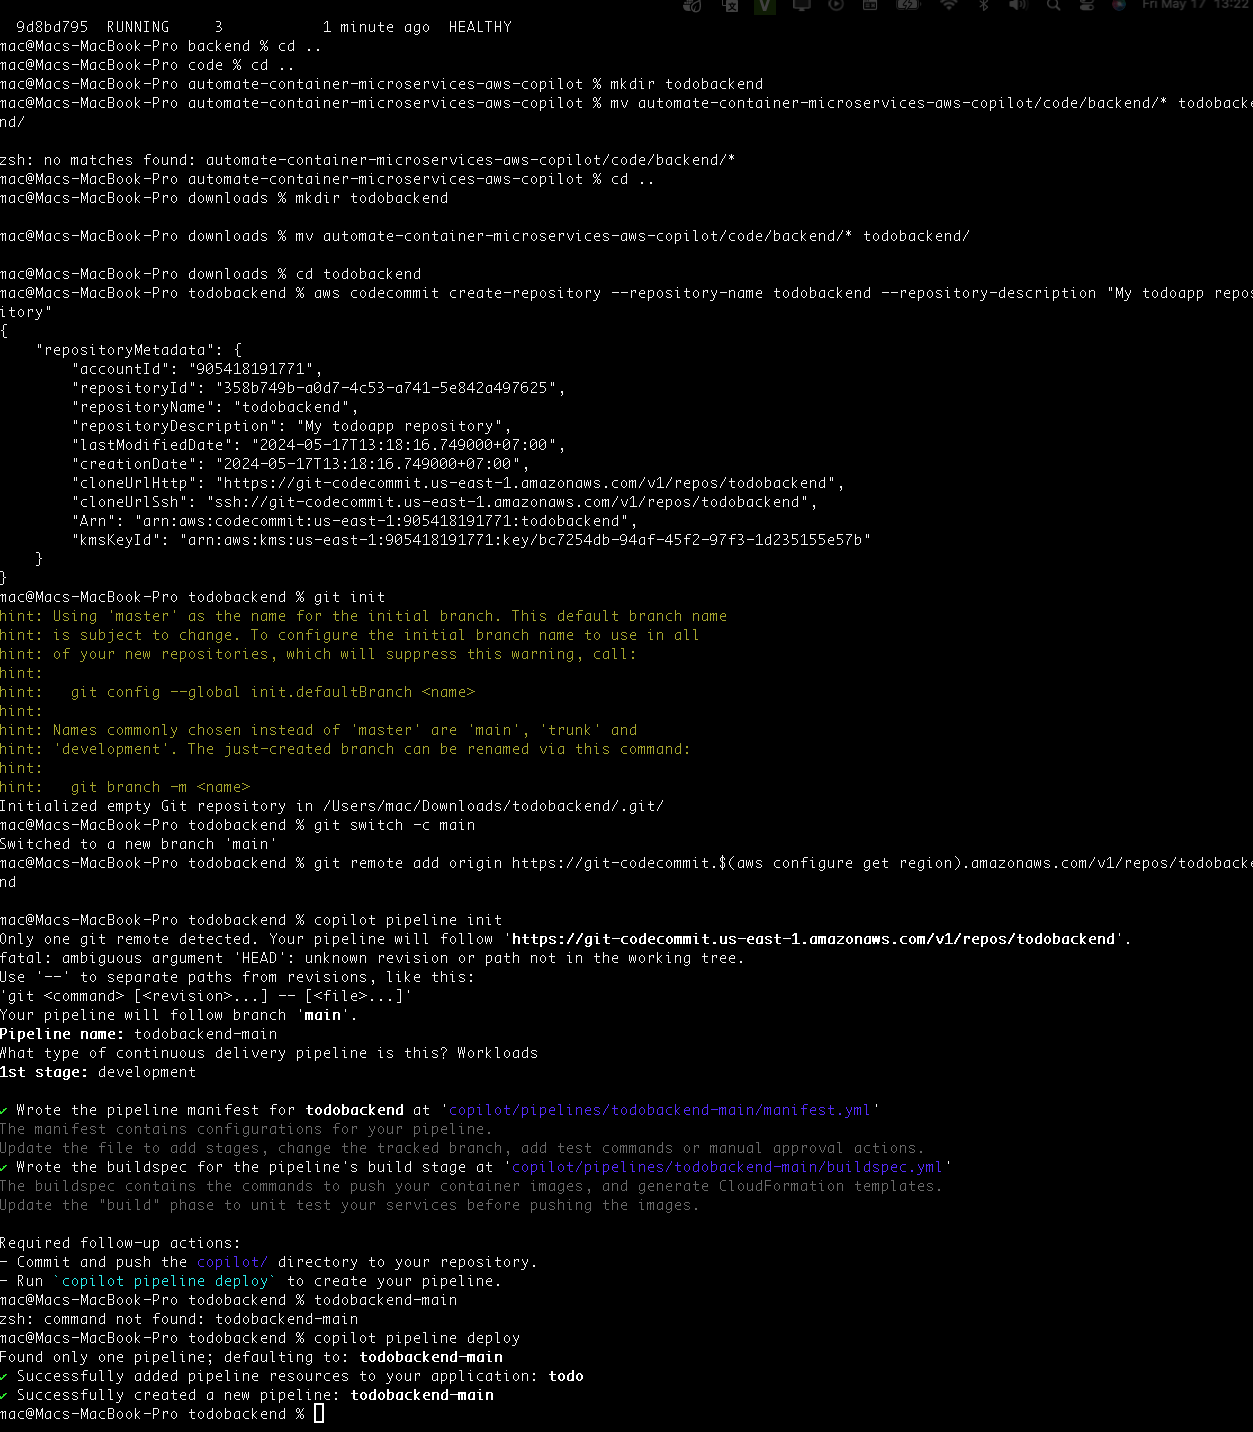 Fri May 17 13:22
9d8bd795 RUNNING 3 1 minute ago HEALTHY
mac@Macs-MacBook-Pro backend % cd ..
mac@Macs-MacBook-Pro code % cd ..
mac@Macs-MacBook-Pro automate-container-microservices-aws-copilot % mkdir todobackend
mac@Macs-MacBook-Pro automate-container-microservices-aws-copilot % mv automate-container-microservices-aws-copilot/code/backend/* todobacke
nd/
zsh: no matches found: automate-container-microservices-aws-copilot/code/backend/*
mac@Macs-MacBook-Pro automate-container-microservices-aws-copilot % cd ..
mac@Macs-MacBook-Pro downloads % mkdir todobackend
mac@Macs-MacBook-Pro downloads % mv automate-container-microservices-aws-copilot/code/backend/* todobackend/
mac@Macs-MacBook-Pro downloads % cd todobackend
mac@Macs-MacBook-Pro todobackend % aws codecommit create-repository --repository-name todobackend --repository-description "My todoapp repos
itory"
{
    "repositoryMetadata": {
        "accountId": "905418191771",
        "repositoryId": "358b749b-a0d7-4c53-a741-5e842a497625",
        "repositoryName": "todobackend",
        "repositoryDescription": "My todoapp repository",
        "lastModifiedDate": "2024-05-17T13:18:16.749000+07:00",
        "creationDate": "2024-05-17T13:18:16.749000+07:00",
        "cloneUrlHttp": "https://git-codecommit.us-east-1.amazonaws.com/v1/repos/todobackend",
        "cloneUrlSsh": "ssh://git-codecommit.us-east-1.amazonaws.com/v1/repos/todobackend",
        "Arn": "arn:aws:codecommit:us-east-1:905418191771:todobackend",
        "kmsKeyId": "arn:aws:kms:us-east-1:905418191771:key/bc7254db-94af-45f2-97f3-1d235155e57b"
    }
}
mac@Macs-MacBook-Pro todobackend % git init
hint: Using 'master' as the name for the initial branch. This default branch name
hint: is subject to change. To configure the initial branch name to use in all
hint: of your new repositories, which will suppress this warning, call:
hint:
hint:   git config --global init.defaultBranch <name>
hint:
hint: Names commonly chosen instead of 'master' are 'main', 'trunk' and
hint: 'development'. The just-created branch can be renamed via this command:
hint:
hint:   git branch -m <name>
Initialized empty Git repository in /Users/mac/Downloads/todobackend/.git/
mac@Macs-MacBook-Pro todobackend % git switch -c main
Switched to a new branch 'main'
mac@Macs-MacBook-Pro todobackend % git remote add origin https://git-codecommit.$(aws configure get region).amazonaws.com/v1/repos/todobacke
nd
mac@Macs-MacBook-Pro todobackend % copilot pipeline init
Only one git remote detected. Your pipeline will follow 'https://git-codecommit.us-east-1.amazonaws.com/v1/repos/todobackend'.
fatal: ambiguous argument 'HEAD': unknown revision or path not in the working tree.
Use '--' to separate paths from revisions, like this:
'git <command> [<revision>...] -- [<file>...]'
Your pipeline will follow branch 'main'.
Pipeline name: todobackend-main
What type of continuous delivery pipeline is this? Workloads
1st stage: development
✔ Wrote the pipeline manifest for todobackend at 'copilot/pipelines/todobackend-main/manifest.yml'
The manifest contains configurations for your pipeline.
Update the file to add stages, change the tracked branch, add test commands or manual approval actions.
✔ Wrote the buildspec for the pipeline's build stage at 'copilot/pipelines/todobackend-main/buildspec.yml'
The buildspec contains the commands to push your container images, and generate CloudFormation templates.
Update the "build" phase to unit test your services before pushing the images.
Required follow-up actions:
- Commit and push the copilot/ directory to your repository.
- Run `copilot pipeline deploy` to create your pipeline.
mac@Macs-MacBook-Pro todobackend % todobackend-main
zsh: command not found: todobackend-main
mac@Macs-MacBook-Pro todobackend % copilot pipeline deploy
Found only one pipeline; defaulting to: todobackend-main
✔ Successfully added pipeline resources to your application: todo
✔ Successfully created a new pipeline: todobackend-main
mac@Macs-MacBook-Pro todobackend %